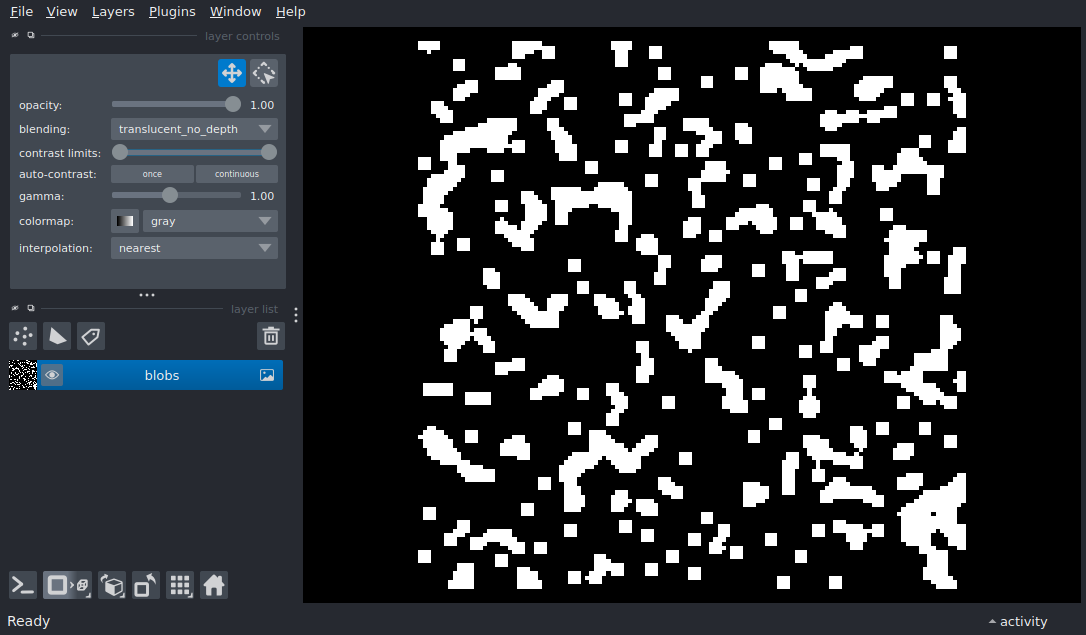 File View Layers Plugins Window Help
layer controls
opacity: 1.00
blending: translucent_no_depth
contrast limits:
auto-contrast: once continuous
gamma: 1.00
colormap: gray
interpolation: nearest
layer list
blobs
Ready
activity